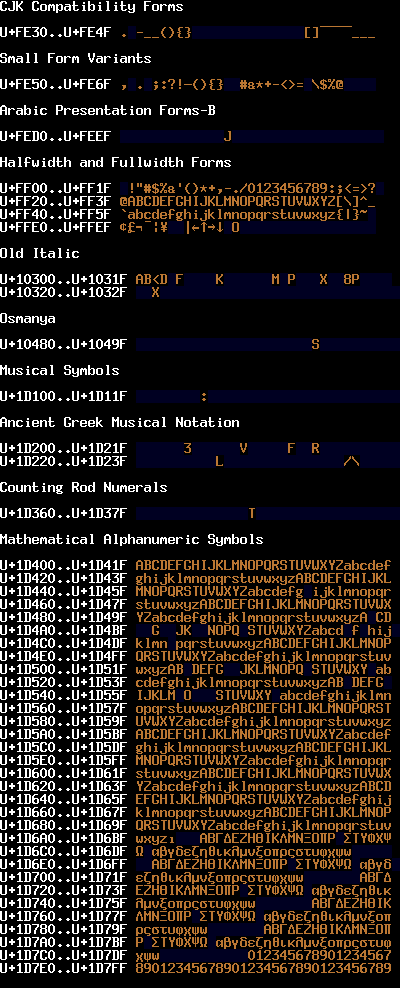 CJK Compatibility Forms
U+FE30..U+FE4F . -__(){} []‾‾‾‾___
Small Form Variants
U+FE50..U+FE6F , . ;:?!-(){} #&*+-<>= \$%@
Arabic Presentation Forms-B
U+FED0..U+FEEF J
Halfwidth and Fullwidth Forms
U+FF00..U+FF1F !"#$%&'()*+,-./0123456789:;<=>?
U+FF20..U+FF3F @ABCDEFGHIJKLMNOPQRSTUVWXYZ[\]^_
U+FF40..U+FF5F `abcdefghijklmnopqrstuvwxyz{|}~
U+FFE0..U+FFEF ¢£¬¯¦¥ |←↑→↓ O
Old Italic
U+10300..U+1031F AB<D F K M P X 8P
U+10320..U+1032F X
Osmanya
U+10480..U+1049F S
Musical Symbols
U+1D100..U+1D11F :
Ancient Greek Musical Notation
U+1D200..U+1D21F 3 V F R
U+1D220..U+1D23F L /\
Counting Rod Numerals
U+1D360..U+1D37F T
Mathematical Alphanumeric Symbols
U+1D400..U+1D41F ABCDEFGHIJKLMNOPQRSTUVWXYZabcdef
U+1D420..U+1D43F ghijklmnopqrstuvwxyzABCDEFGHIJKL
U+1D440..U+1D45F MNOPQRSTUVWXYZabcdefg ijklmnopqr
U+1D460..U+1D47F stuvwxyzABCDEFGHIJKLMNOPQRSTUVWX
U+1D480..U+1D49F YZabcdefghijklmnopqrstuvwxyzA CD
U+1D4A0..U+1D4BF G JK NOPQ STUVWXYZabcd f hij
U+1D4C0..U+1D4DF klmn pqrstuvwxyzABCDEFGHIJKLMNOP
U+1D4E0..U+1D4FF QRSTUVWXYZabcdefghijklmnopqrstuv
U+1D500..U+1D51F wxyzAB DEFG JKLMNOPQ STUVWXY ab
U+1D520..U+1D53F cdefghijklmnopqrstuvwxyzAB DEFG
U+1D540..U+1D55F IJKLM O STUVWXY abcdefghijklmn
U+1D560..U+1D57F opqrstuvwxyzABCDEFGHIJKLMNOPQRST
U+1D580..U+1D59F UVWXYZabcdefghijklmnopqrstuvwxyz
U+1D5A0..U+1D5BF ABCDEFGHIJKLMNOPQRSTUVWXYZabcdef
U+1D5C0..U+1D5DF ghijklmnopqrstuvwxyzABCDEFGHIJKL
U+1D5E0..U+1D5FF MNOPQRSTUVWXYZabcdefghijklmnopqr
U+1D600..U+1D61F stuvwxyzABCDEFGHIJKLMNOPQRSTUVWX
U+1D620..U+1D63F YZabcdefghijklmnopqrstuvwxyzABCD
U+1D640..U+1D65F EFGHIJKLMNOPQRSTUVWXYZabcdefghij
U+1D660..U+1D67F klmnopqrstuvwxyzABCDEFGHIJKLMNOP
U+1D680..U+1D69F QRSTUVWXYZabcdefghijklmnopqrstuv
U+1D6A0..U+1D6BF wxyzı ΑΒΓΔΕΖΗΘΙΚΛΜΝΞΟΠΡ ΣΤΥΦΧΨ
U+1D6C0..U+1D6DF Ω αβγδεζηθικλμνξοπρςστυφχψω
U+1D6E0..U+1D6FF ΑΒΓΔΕΖΗΘΙΚΛΜΝΞΟΠΡ ΣΤΥΦΧΨΩ αβγδ
U+1D700..U+1D71F εζηθικλμνξοπρςστυφχψω ΑΒΓΔ
U+1D720..U+1D73F ΕΖΗΘΙΚΛΜΝΞΟΠΡ ΣΤΥΦΧΨΩ αβγδεζηθικ
U+1D740..U+1D75F λμνξοπρςστυφχψω ΑΒΓΔΕΖΗΘΙΚ
U+1D760..U+1D77F ΛΜΝΞΟΠΡ ΣΤΥΦΧΨΩ αβγδεζηθικλμνξοπ
U+1D780..U+1D79F ρςστυφχψω ΑΒΓΔΕΖΗΘΙΚΛΜΝΞΟΠ
U+1D7A0..U+1D7BF Ρ ΣΤΥΦΧΨΩ αβγδεζηθικλμνξοπρςστυφ
U+1D7C0..U+1D7DF χψω 012345678901234567
U+1D7E0..U+1D7FF 89012345678901234567890123456789